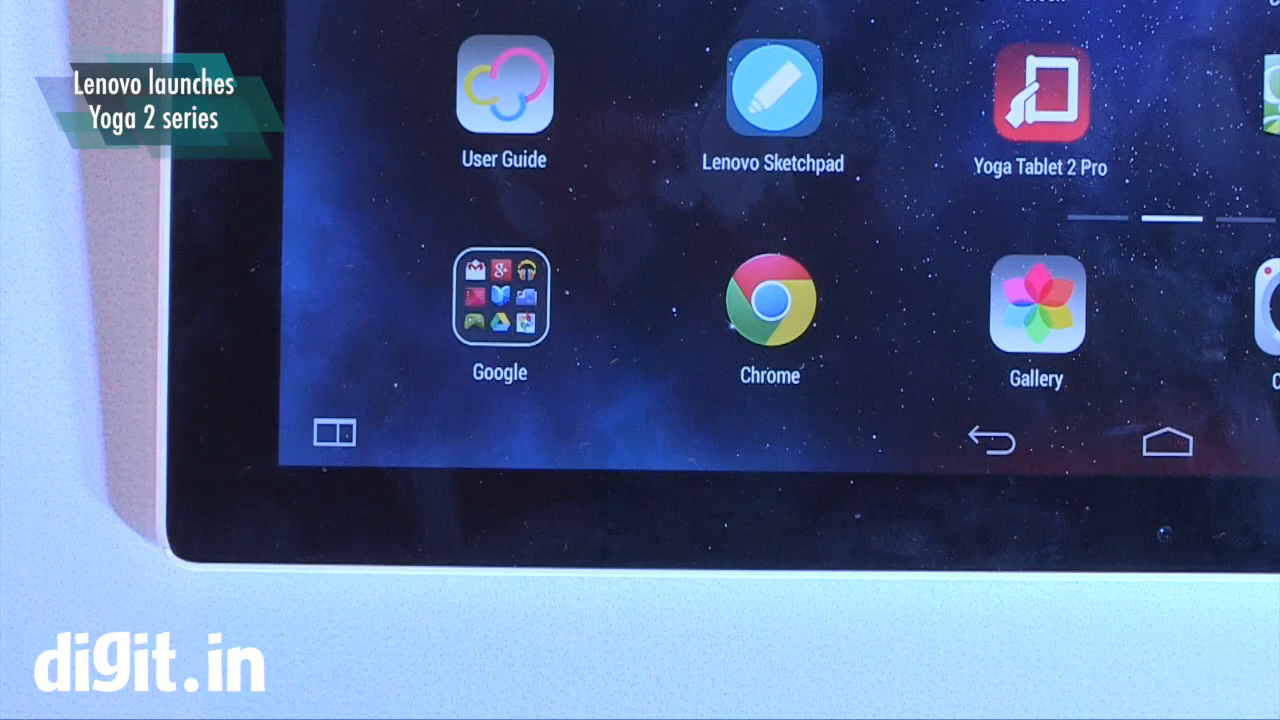 Lenovo launches
Yoga 2 series
User Guide
Lenovo Sketchpad
Yoga Tablet 2 Pro
Google
Chrome
Gallery
digit.in